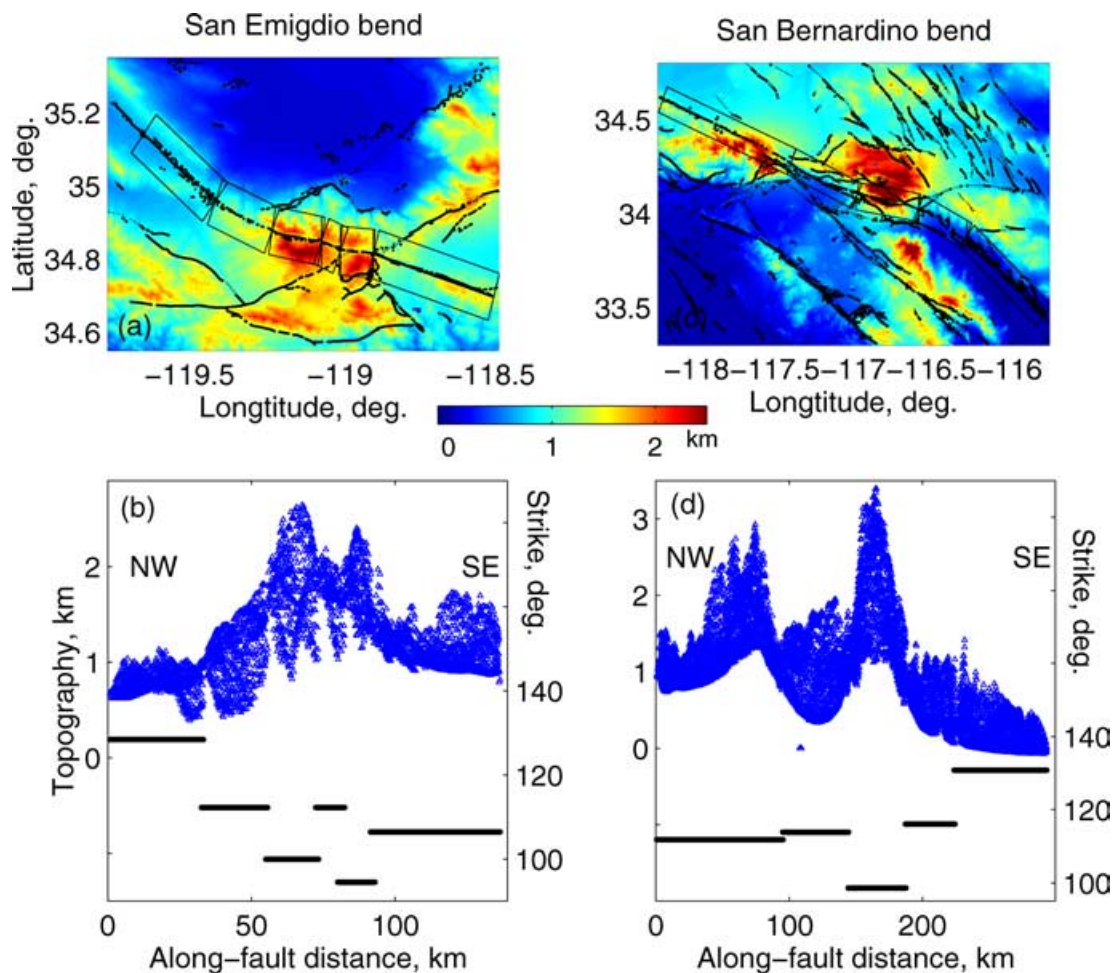 San Emigdio bend
San Bernardino bend
Latitude, deg.
35.2
35
34.8
34.6
(a)
−119.5
−119
−118.5
Longtitude, deg.
34.5
34
33.5
−118
−117.5
−117
−116.5
−116
Longtitude, deg.
0
1
2
km
(b)
NW
SE
Topography, km
2
1
0
Strike, deg.
140
120
100
0
50
100
Along−fault distance, km
(d)
NW
SE
3
2
1
0
Strike, deg.
140
120
100
0
100
200
Along−fault distance, km